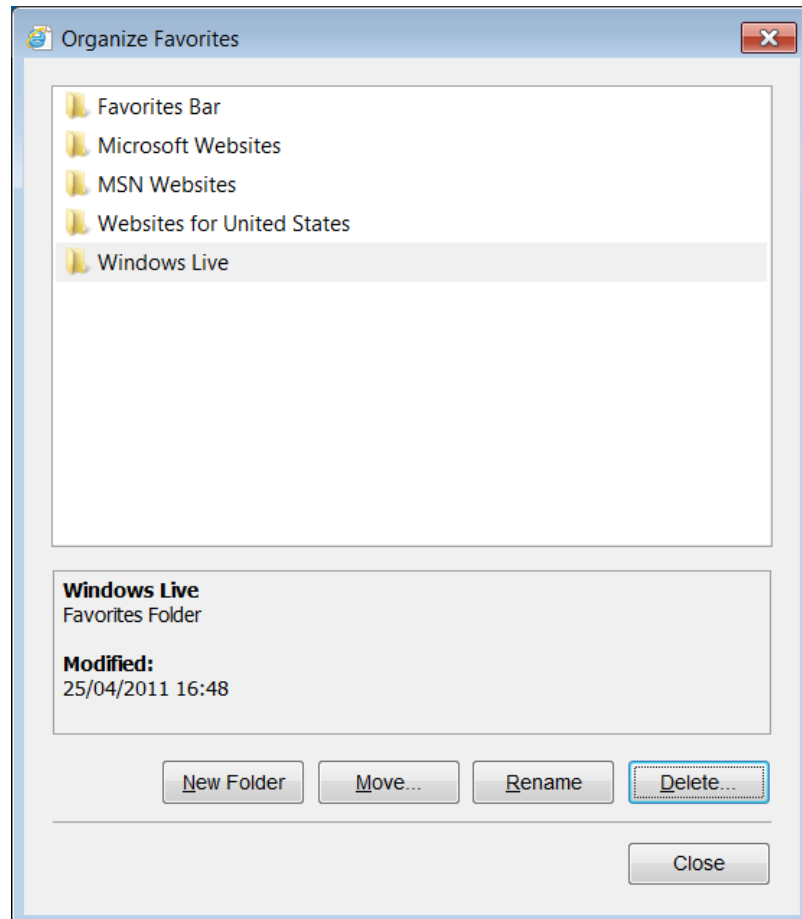 Organize Favorites
Favorites Bar
Microsoft Websites
MSN Websites
Websites for United States
Windows Live
Windows Live
Favorites Folder
Modified:
25/04/2011 16:48
New Folder Move... Rename Delete...
Close